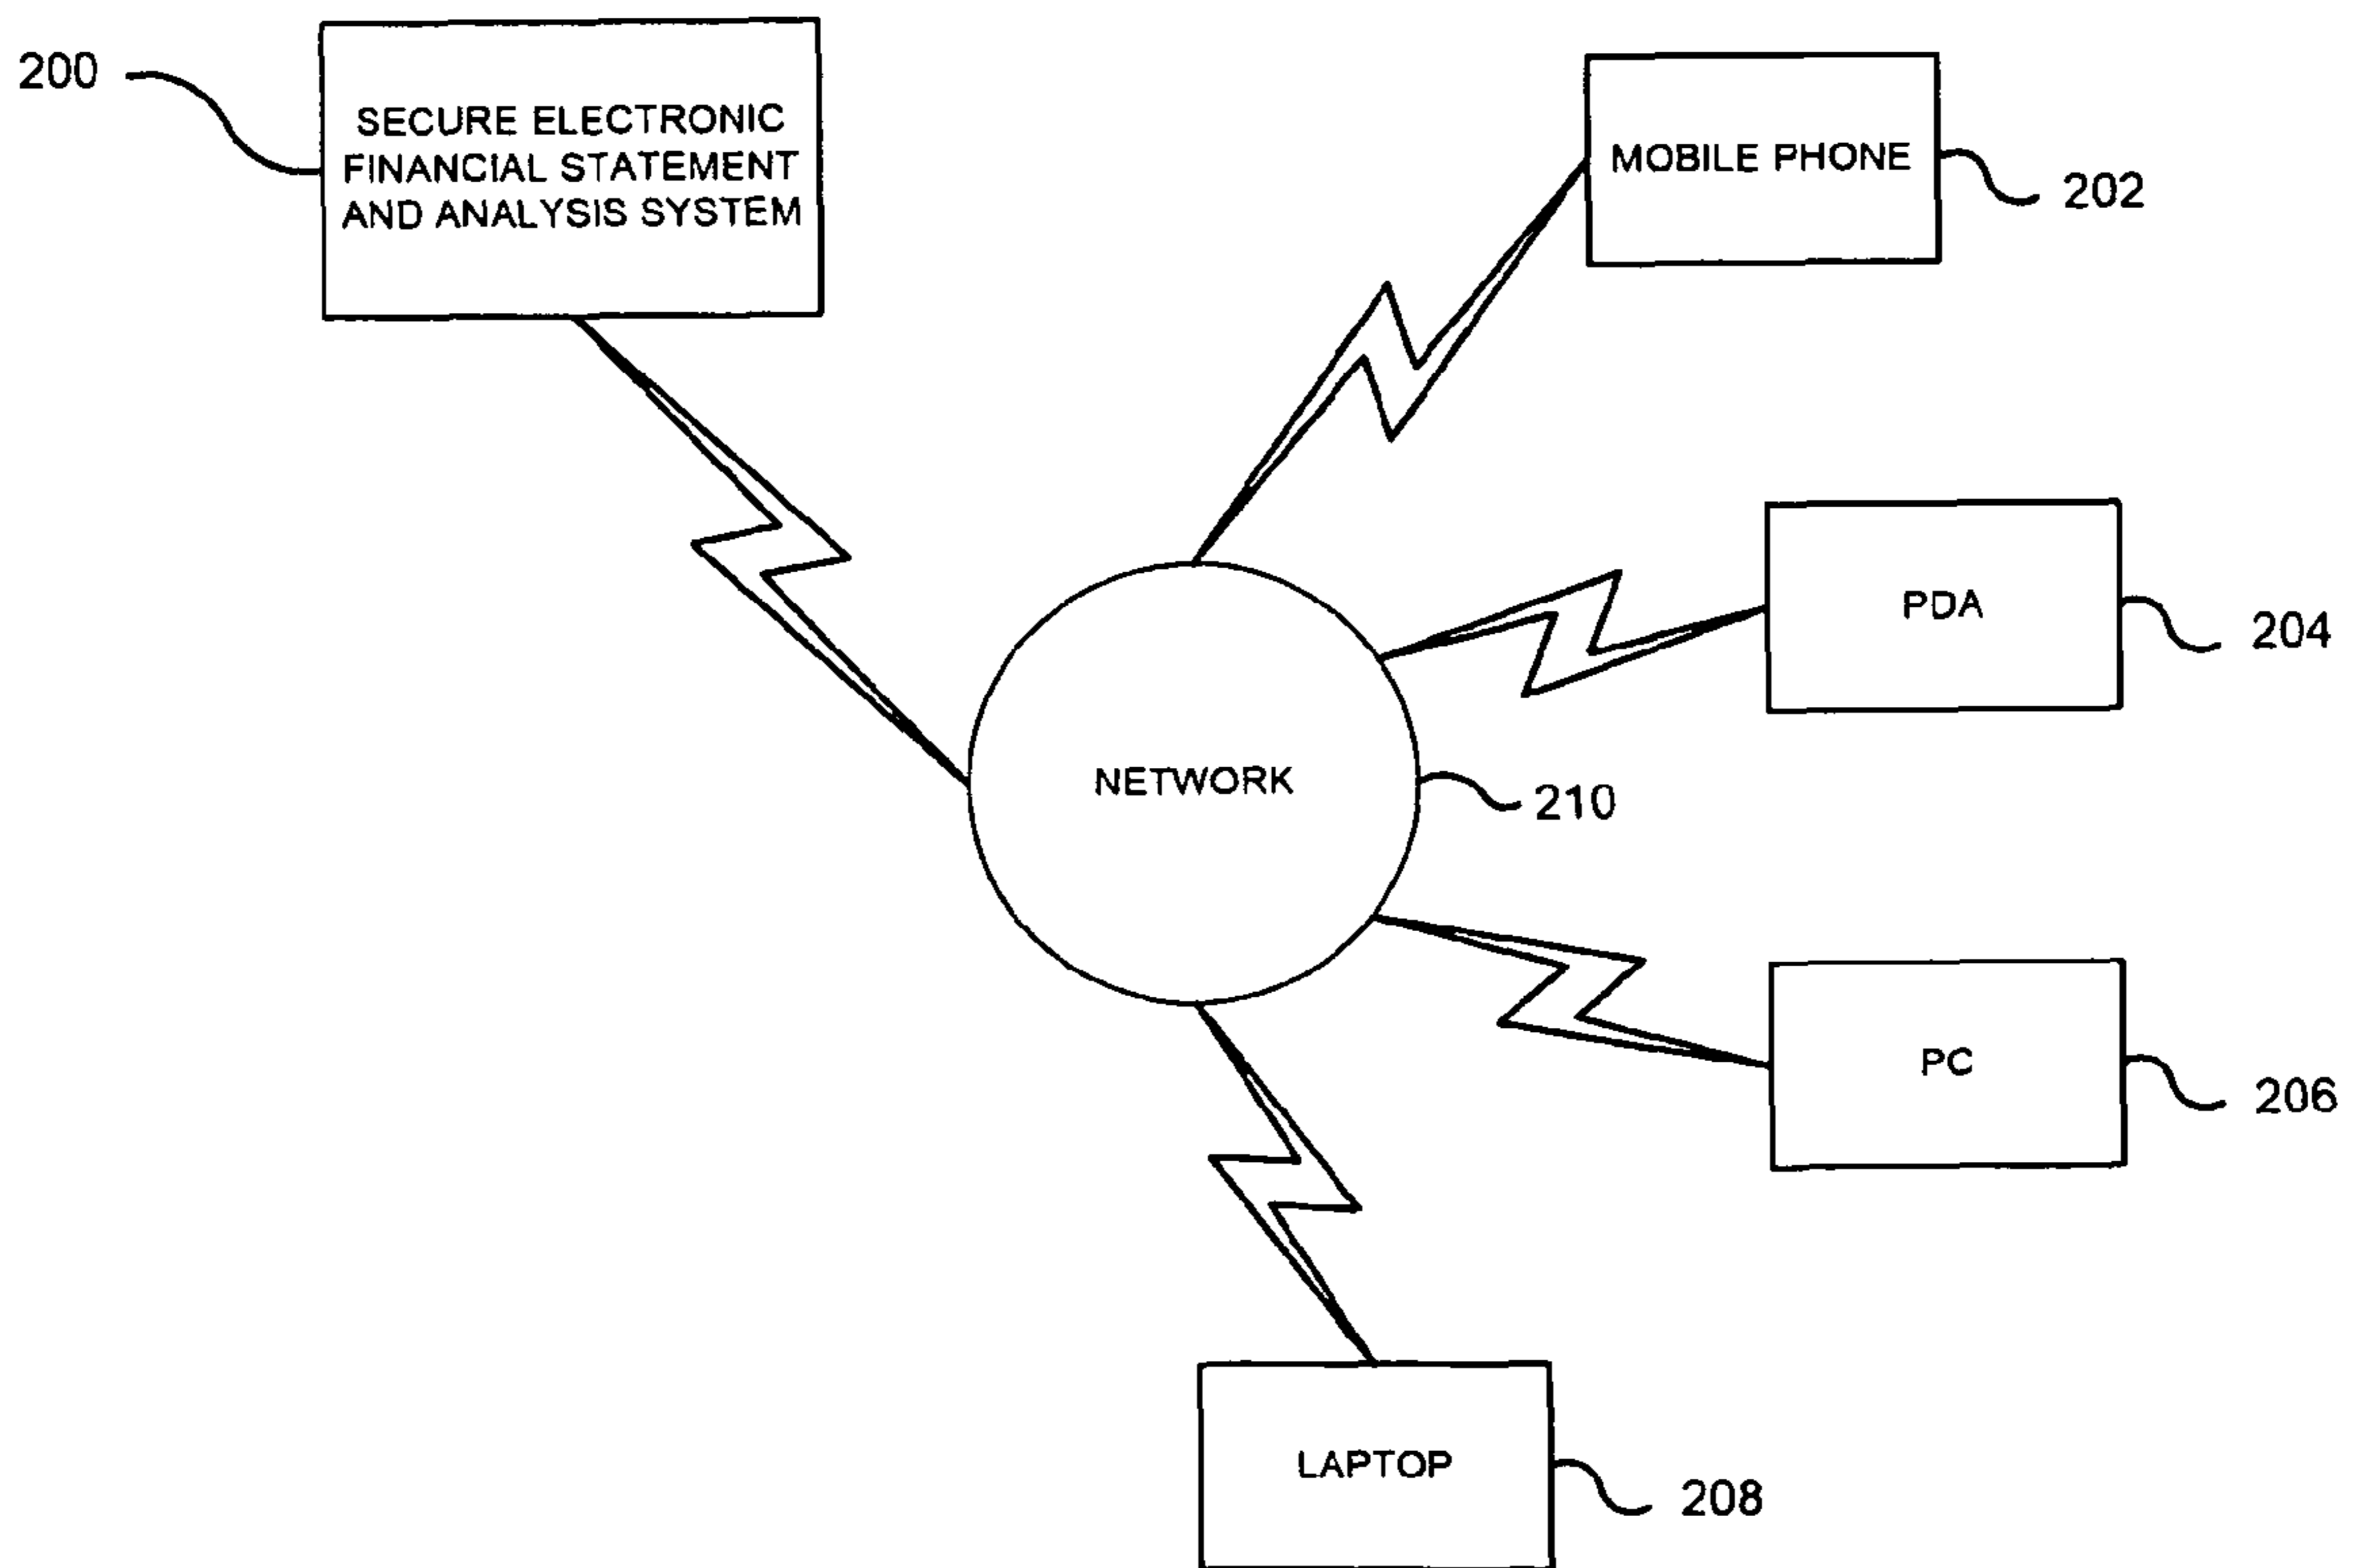 200
SECURE ELECTRONIC
FINANCIAL STATEMENT
AND ANALYSIS SYSTEM
MOBILE PHONE
202
PDA
204
NETWORK
210
PC
206
LAPTOP
208